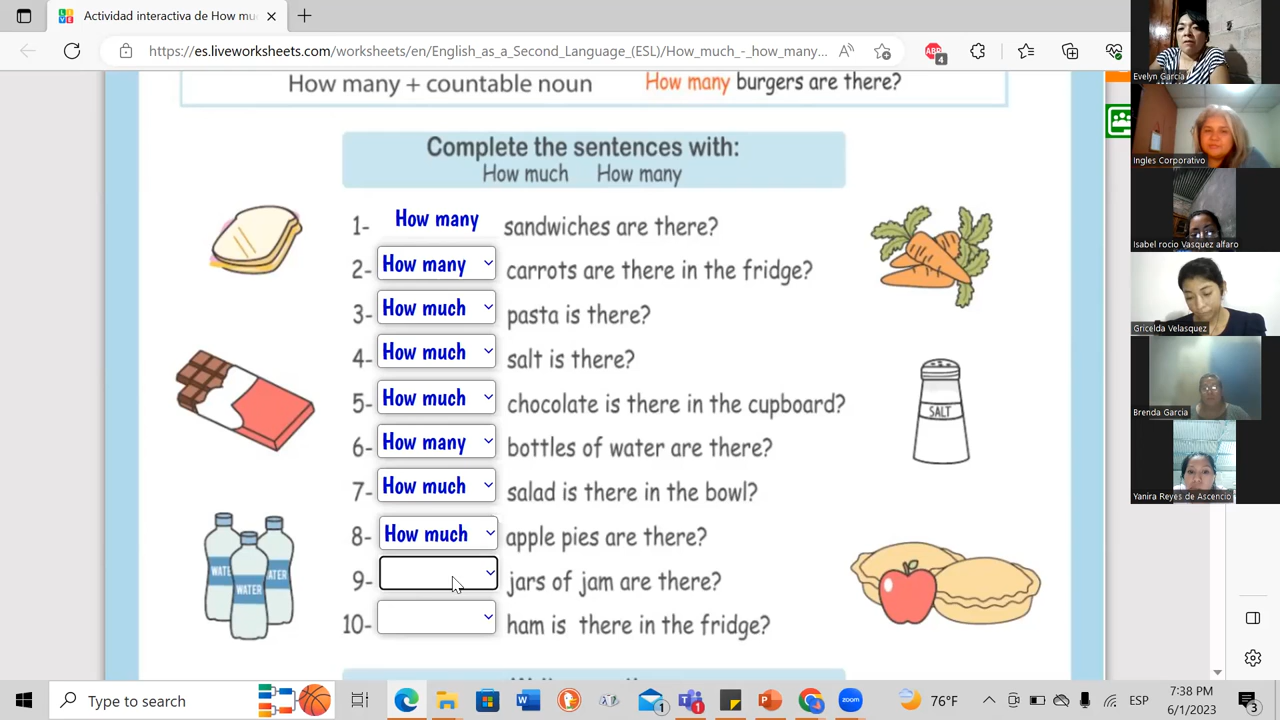 Actividad interactiva de How mu
https://es.liveworksheets.com/worksheets/en/English_as_a_Second_Language_(ESL)/How_much_-_how_many...
4
How many + countable noun
How many burgers are there?
Complete the sentences with:
How much How many
1- How many sandwiches are there?
2- How many carrots are there in the fridge?
3- How much pasta is there?
4- How much salt is there?
5- How much chocolate is there in the cupboard?
6- How many bottles of water are there?
7- How much salad is there in the bowl?
8- How much apple pies are there?
9- jars of jam are there?
10- ham is there in the fridge?
SALT
WATER
Evelyn Garcia
Ingles Corporativo
Isabel rocio Vasquez alfaro
Gricelda Velasquez
Brenda Garcia
Yanira Reyes de Ascencio
Type to search
zoom
76°F
ESP
7:38 PM
6/1/2023